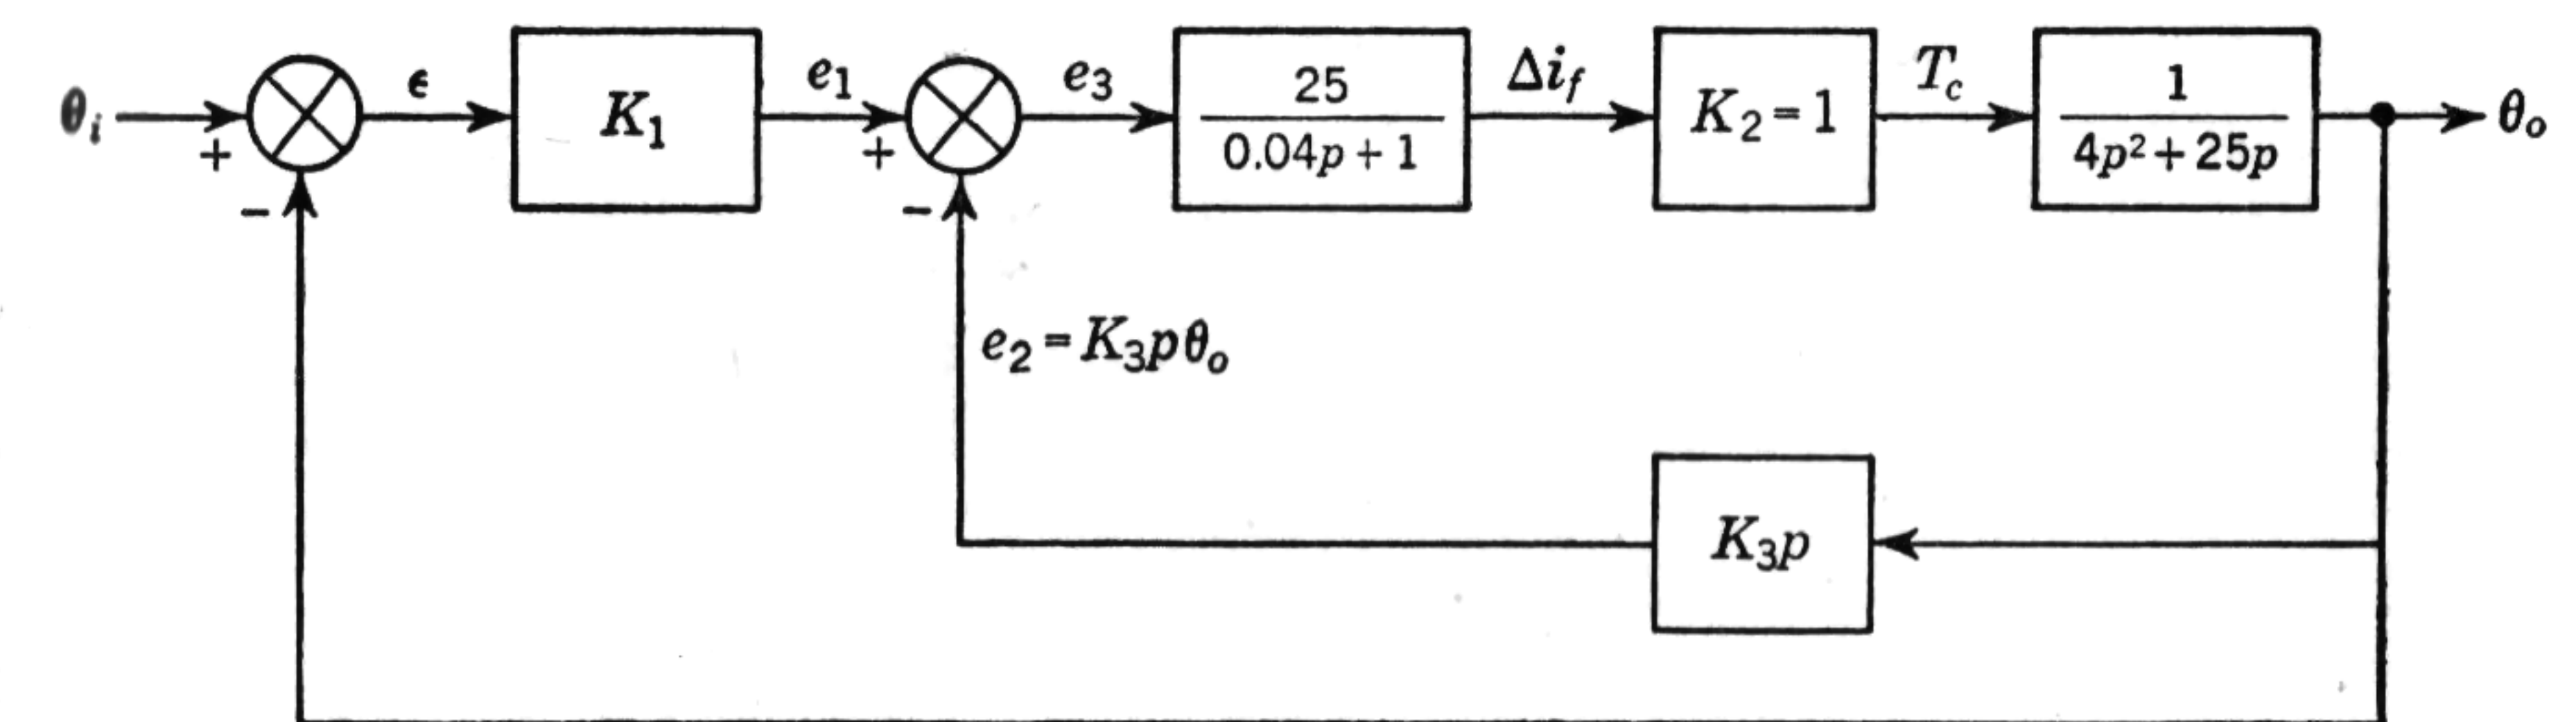 θi
+
−
ϵ
K1
e1
+
−
e3
25
0.04p + 1
Δif
K2 = 1
Tc
1
4p² + 25p
θo
e2 = K3pθo
K3p